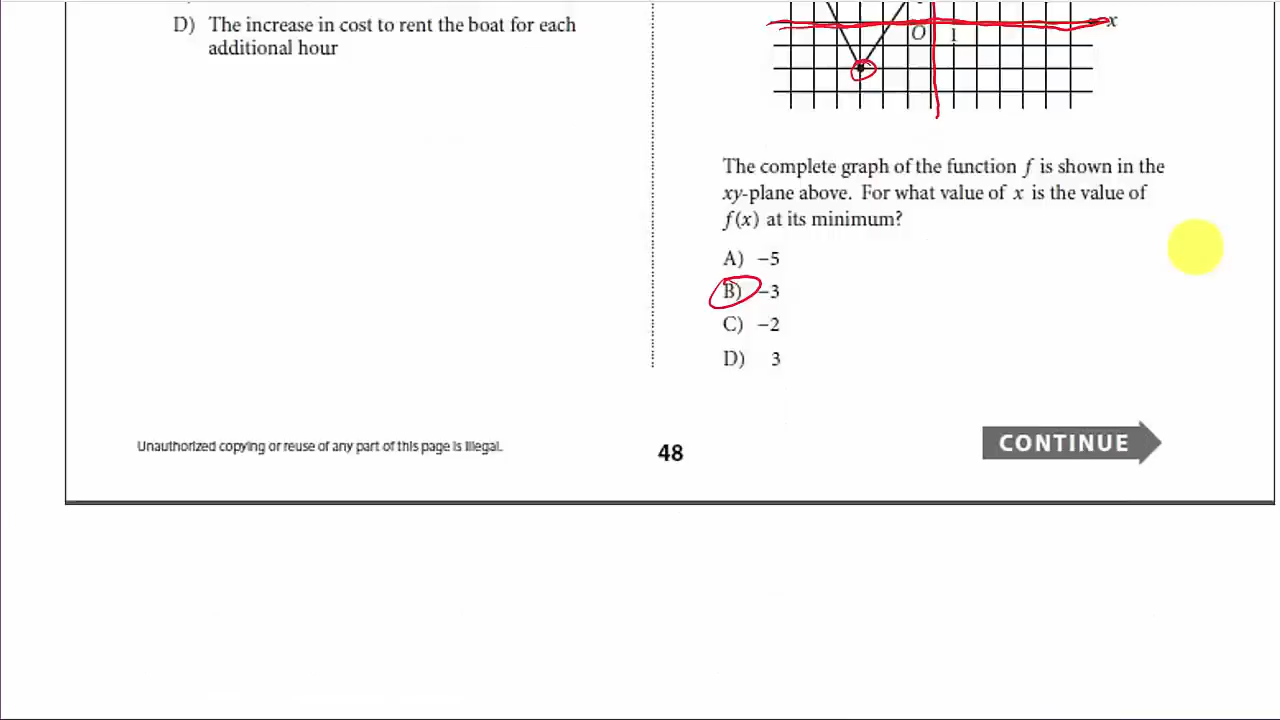 D) The increase in cost to rent the boat for each
additional hour
x
O
1
The complete graph of the function f is shown in the
xy-plane above. For what value of x is the value of
f(x) at its minimum?
A) −5
B) −3
C) −2
D) 3
Unauthorized copying or reuse of any part of this page is illegal.
48
CONTINUE